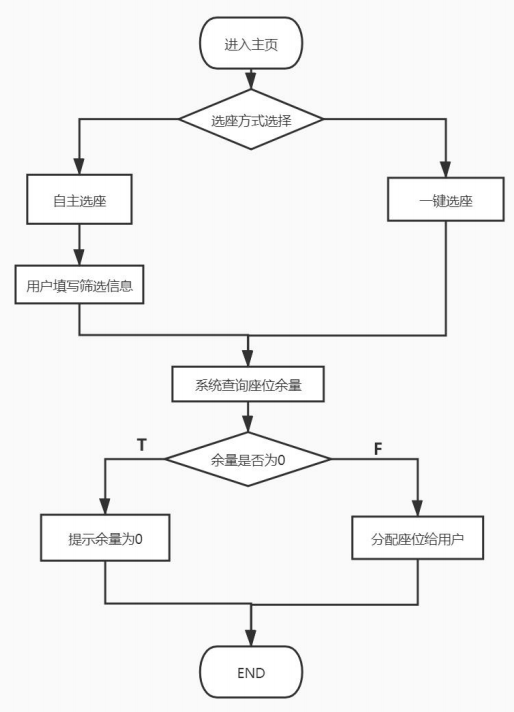 进入主页
选座方式选择
自主选座
一键选座
用户填写筛选信息
系统查询座位余量
T
余量是否为0
F
提示余量为0
分配座位给用户
END